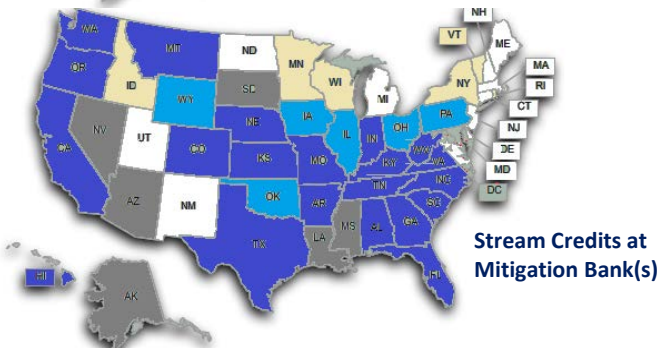 NH
WA
MT
ND
VT
ME
OR
MN
MA
ID
SD
WI
NY
RI
WY
MI
CT
IA
PA
NE
NJ
NV
IL
IN
OH
UT
DE
CO
WV
VA
MD
CA
KS
MO
KY
DC
NC
TN
OK
AZ
NM
AR
SC
MS
AL
GA
LA
TX
FL
HI
AK
Stream Credits at
Mitigation Bank(s)